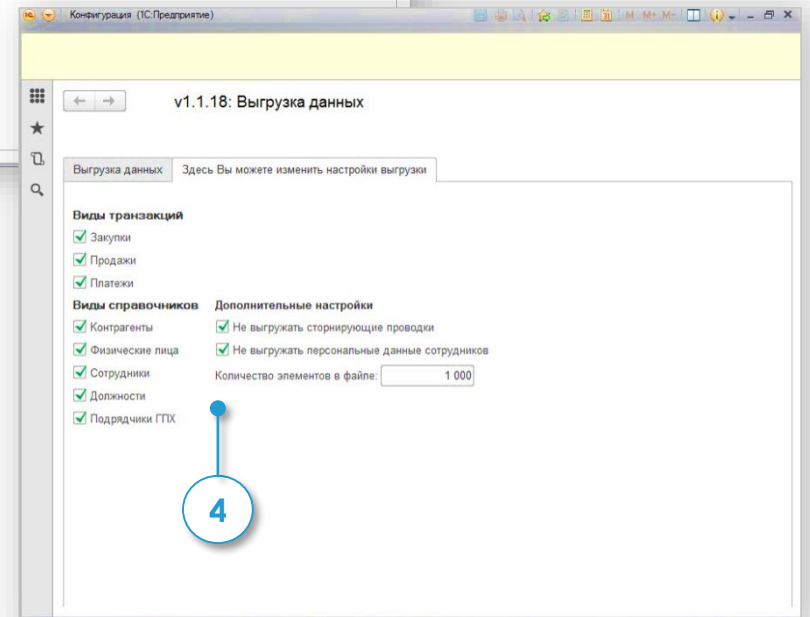 Конфигурация (1С:Предприятие)
M M+ M-
v1.1.18: Выгрузка данных
Выгрузка данных
Здесь Вы можете изменить настройки выгрузки
Виды транзакций
Закупки
Продажи
Платежи
Виды справочников
Дополнительные настройки
Контрагенты
Не выгружать сторнирующие проводки
Физические лица
Не выгружать персональные данные сотрудников
Сотрудники
Количество элементов в файле:
1 000
Должности
Подрядчики ГПХ
4